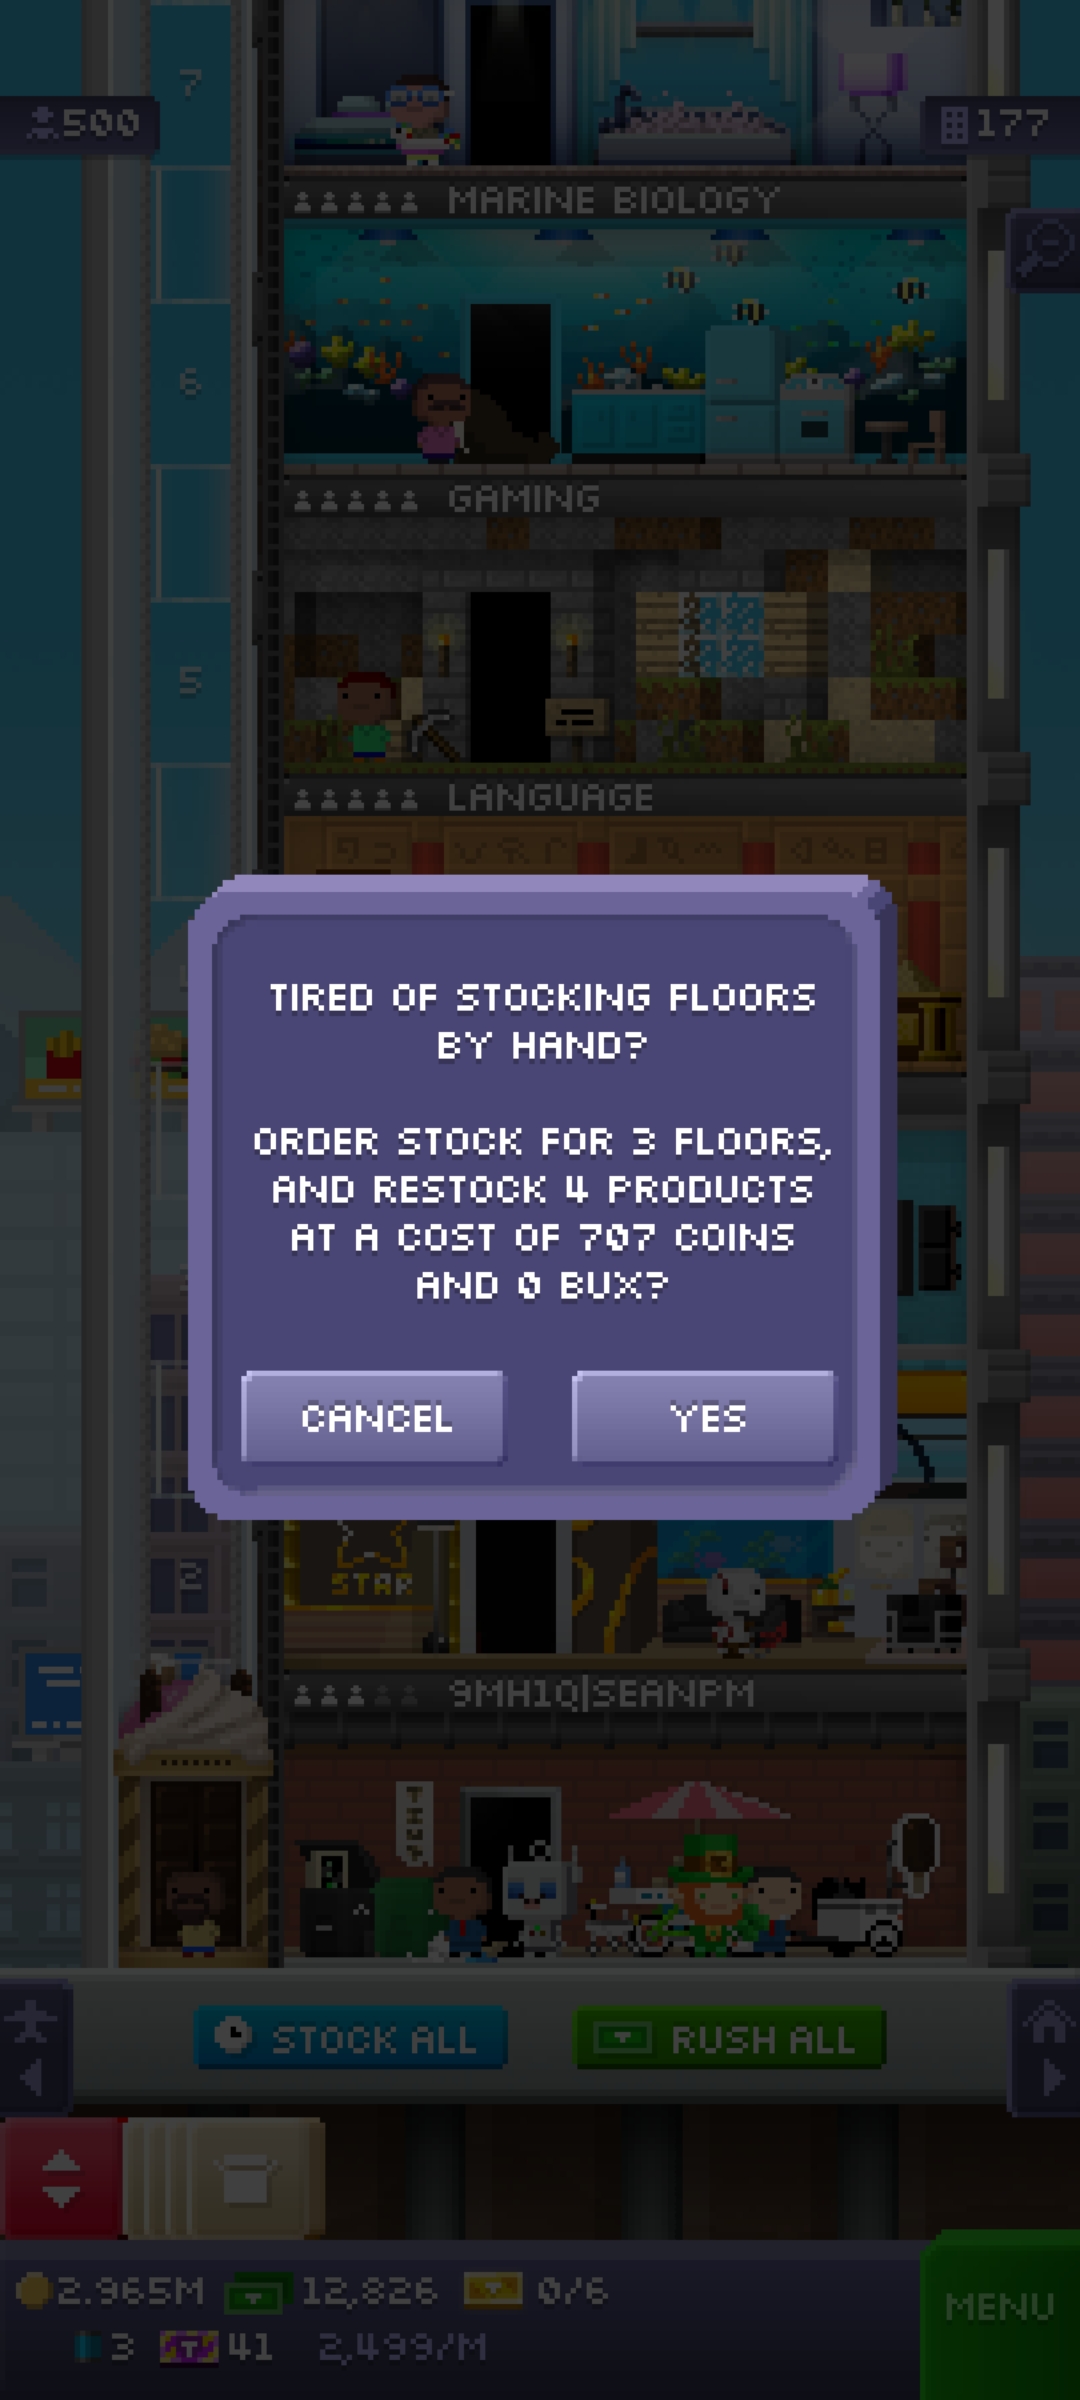 7
500
177
MARINE BIOLOGY
6
GAMING
5
LANGUAGE
TIRED OF STOCKING FLOORS
BY HAND?
ORDER STOCK FOR 3 FLOORS,
AND RESTOCK 4 PRODUCTS
AT A COST OF 707 COINS
AND 0 BUX?
CANCEL
YES
2
STAR
9MH1Q|SEANPM
STOCK ALL
RUSH ALL
2.965M
12,826
0/6
MENU
3
41
2,499/M